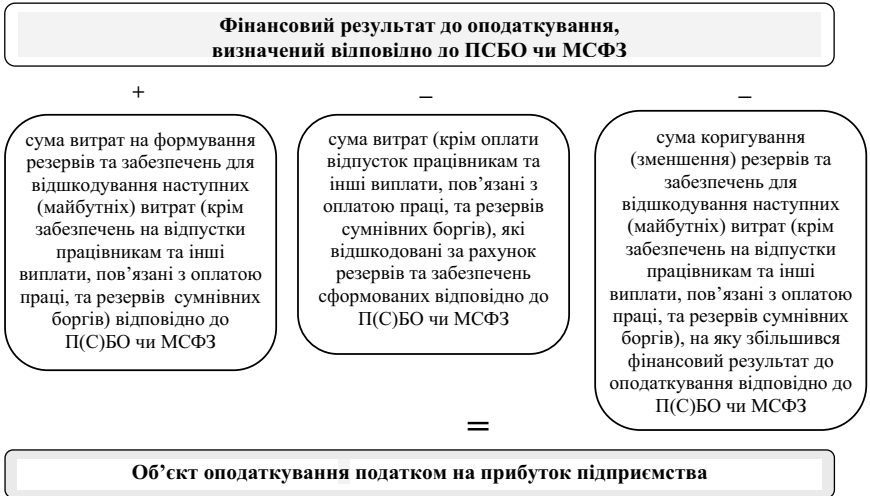 Фінансовий результат до оподаткування,
визначений відповідно до ПСБО чи МСФЗ
+
–
–
сума витрат на формування
резервів та забезпечень для
відшкодування наступних
(майбутніх) витрат (крім
забезпечень на відпустки
працівникам та інші
виплати, пов’язані з оплатою
праці, та резервів сумнівних
боргів) відповідно до
П(С)БО чи МСФЗ
сума витрат (крім оплати
відпусток працівникам та
інші виплати, пов’язані з
оплатою праці, та резервів
сумнівних боргів), які
відшкодовані за рахунок
резервів та забезпечень
сформованих відповідно до
П(С)БО чи МСФЗ
сума коригування
(зменшення) резервів та
забезпечень для
відшкодування наступних
(майбутніх) витрат (крім
забезпечень на відпустки
працівникам та інші
виплати, пов’язані з оплатою
праці, та резервів сумнівних
боргів), на яку збільшився
фінансовий результат до
оподаткування відповідно до
П(С)БО чи МСФЗ
=
Об’єкт оподаткування податком на прибуток підприємства